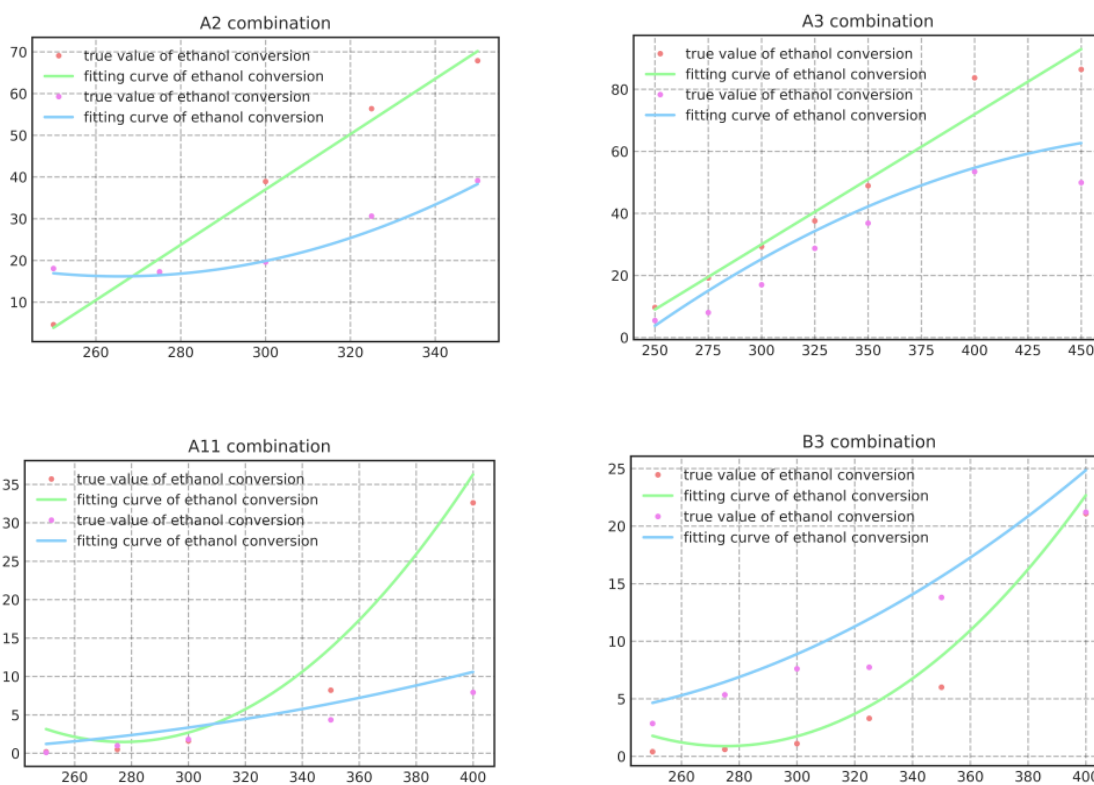 A2 combination
true value of ethanol conversion
fitting curve of ethanol conversion
true value of ethanol conversion
fitting curve of ethanol conversion
70
60
50
40
30
20
10
260 280 300 320 340
A3 combination
true value of ethanol conversion
fitting curve of ethanol conversion
true value of ethanol conversion
fitting curve of ethanol conversion
80
60
40
20
0
250 275 300 325 350 375 400 425 450
A11 combination
true value of ethanol conversion
fitting curve of ethanol conversion
true value of ethanol conversion
fitting curve of ethanol conversion
35
30
25
20
15
10
5
0
260 280 300 320 340 360 380 400
B3 combination
true value of ethanol conversion
fitting curve of ethanol conversion
true value of ethanol conversion
fitting curve of ethanol conversion
25
20
15
10
5
0
260 280 300 320 340 360 380 400